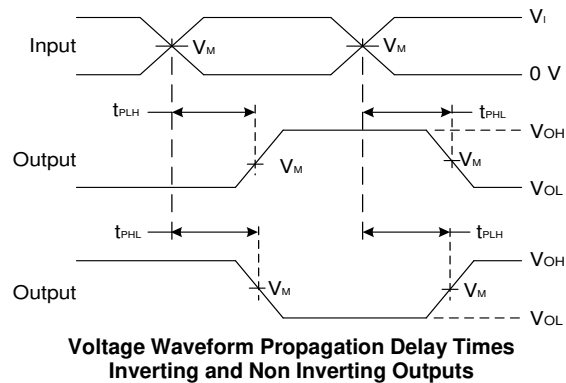 VI
Input
VM
VM
0 V
tPLH
tPHL
VOH
Output
VM
VM
VOL
tPHL
tPLH
VOH
Output
VM
VM
VOL
Voltage Waveform Propagation Delay Times
Inverting and Non Inverting Outputs